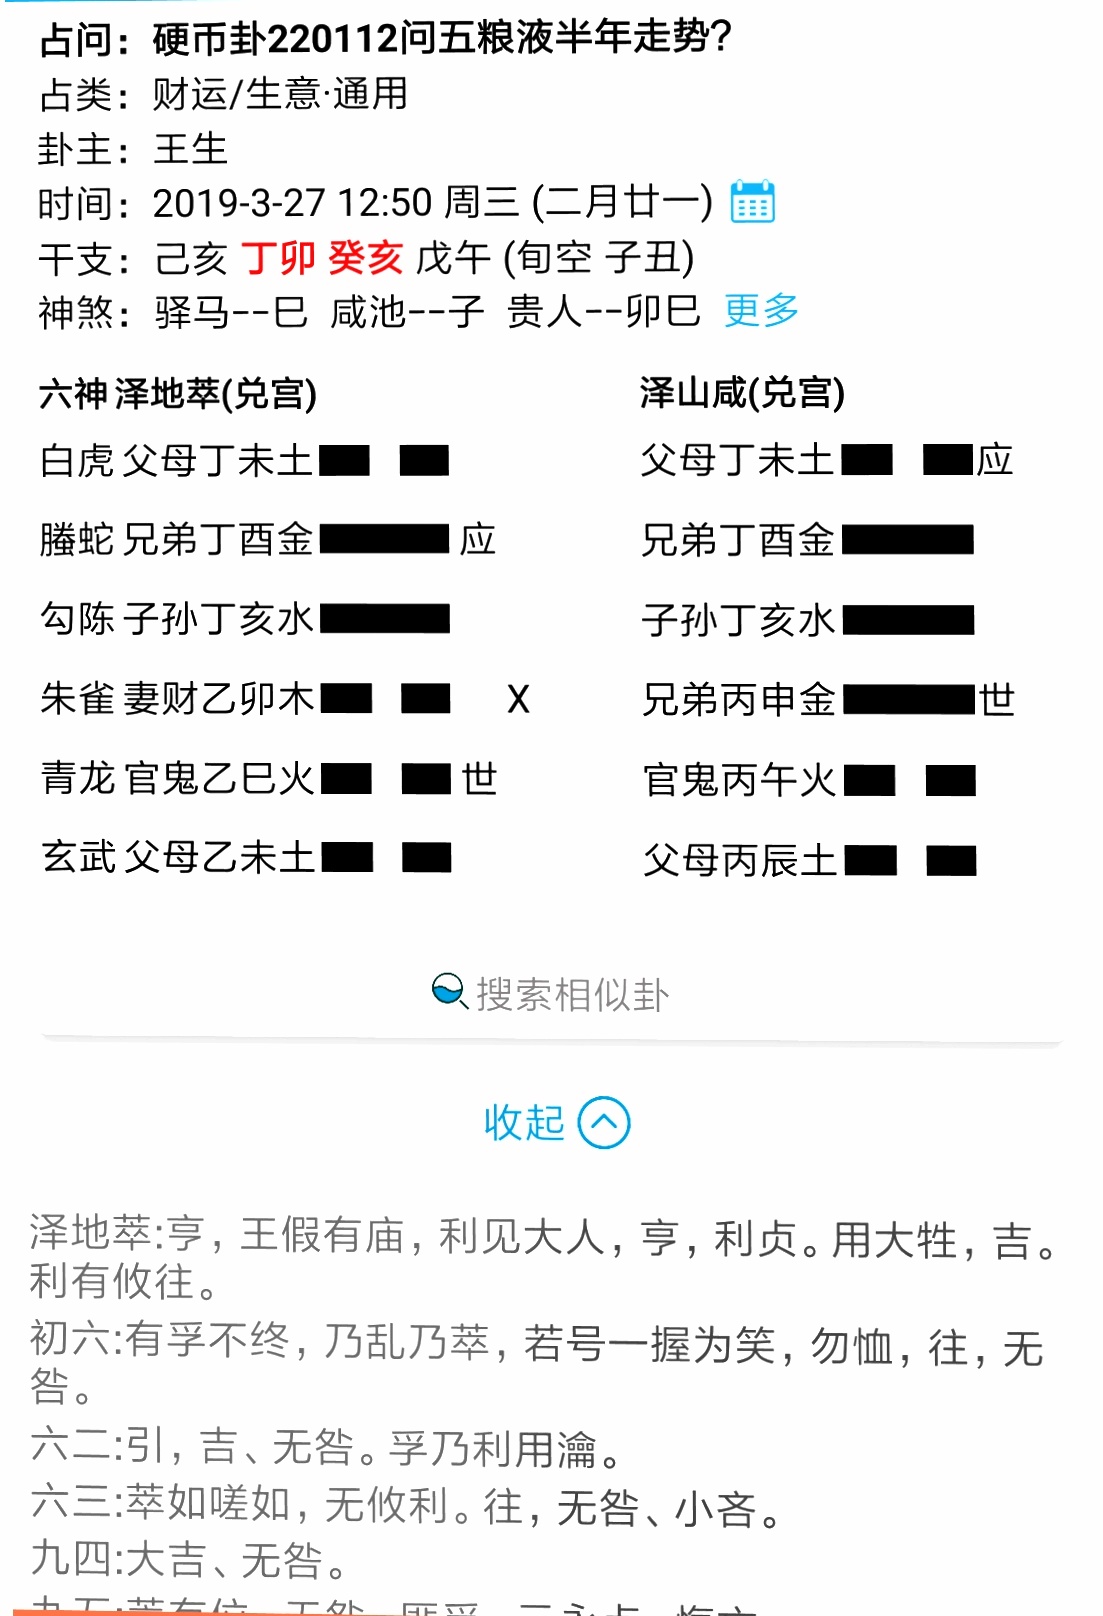 占问：硬币卦220112问五粮液半年走势？
占类：财运/生意·通用
卦主：王生
时间：2019-3-27 12:50 周三 (二月廿一)
干支：己亥 丁卯 癸亥 戊午 (旬空 子丑)
神煞：驿马--巳 咸池--子 贵人--卯巳 更多
六神 泽地萃(兑宫) 泽山咸(兑宫)
白虎 父母丁未土 父母丁未土 应
螣蛇 兄弟丁酉金 应 兄弟丁酉金
勾陈 子孙丁亥水 子孙丁亥水
朱雀 妻财乙卯木 X 兄弟丙申金 世
青龙 官鬼乙巳火 世 官鬼丙午火
玄武 父母乙未土 父母丙辰土
搜索相似卦
收起
泽地萃:亨，王假有庙，利见大人，亨，利贞。用大牲，吉。
利有攸往。
初六:有孚不终，乃乱乃萃，若号一握为笑，勿恤，往，无
咎。
六二:引，吉、无咎。孚乃利用瀹。
六三:萃如嗟如，无攸利。往，无咎、小吝。
九四:大吉、无咎。